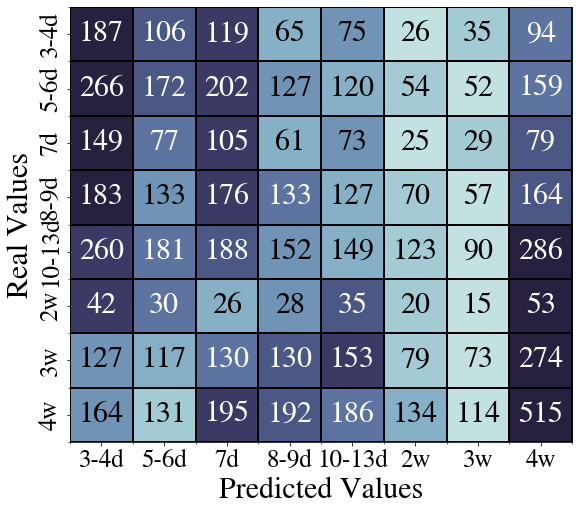 3-4d 187 106 119 65 75 26 35 94
5-6d 266 172 202 127 120 54 52 159
7d 149 77 105 61 73 25 29 79
8-9d 183 133 176 133 127 70 57 164
10-13d 260 181 188 152 149 123 90 286
2w 42 30 26 28 35 20 15 53
3w 127 117 130 130 153 79 73 274
4w 164 131 195 192 186 134 114 515
3-4d 5-6d 7d 8-9d 10-13d 2w 3w 4w
Predicted Values
Real Values